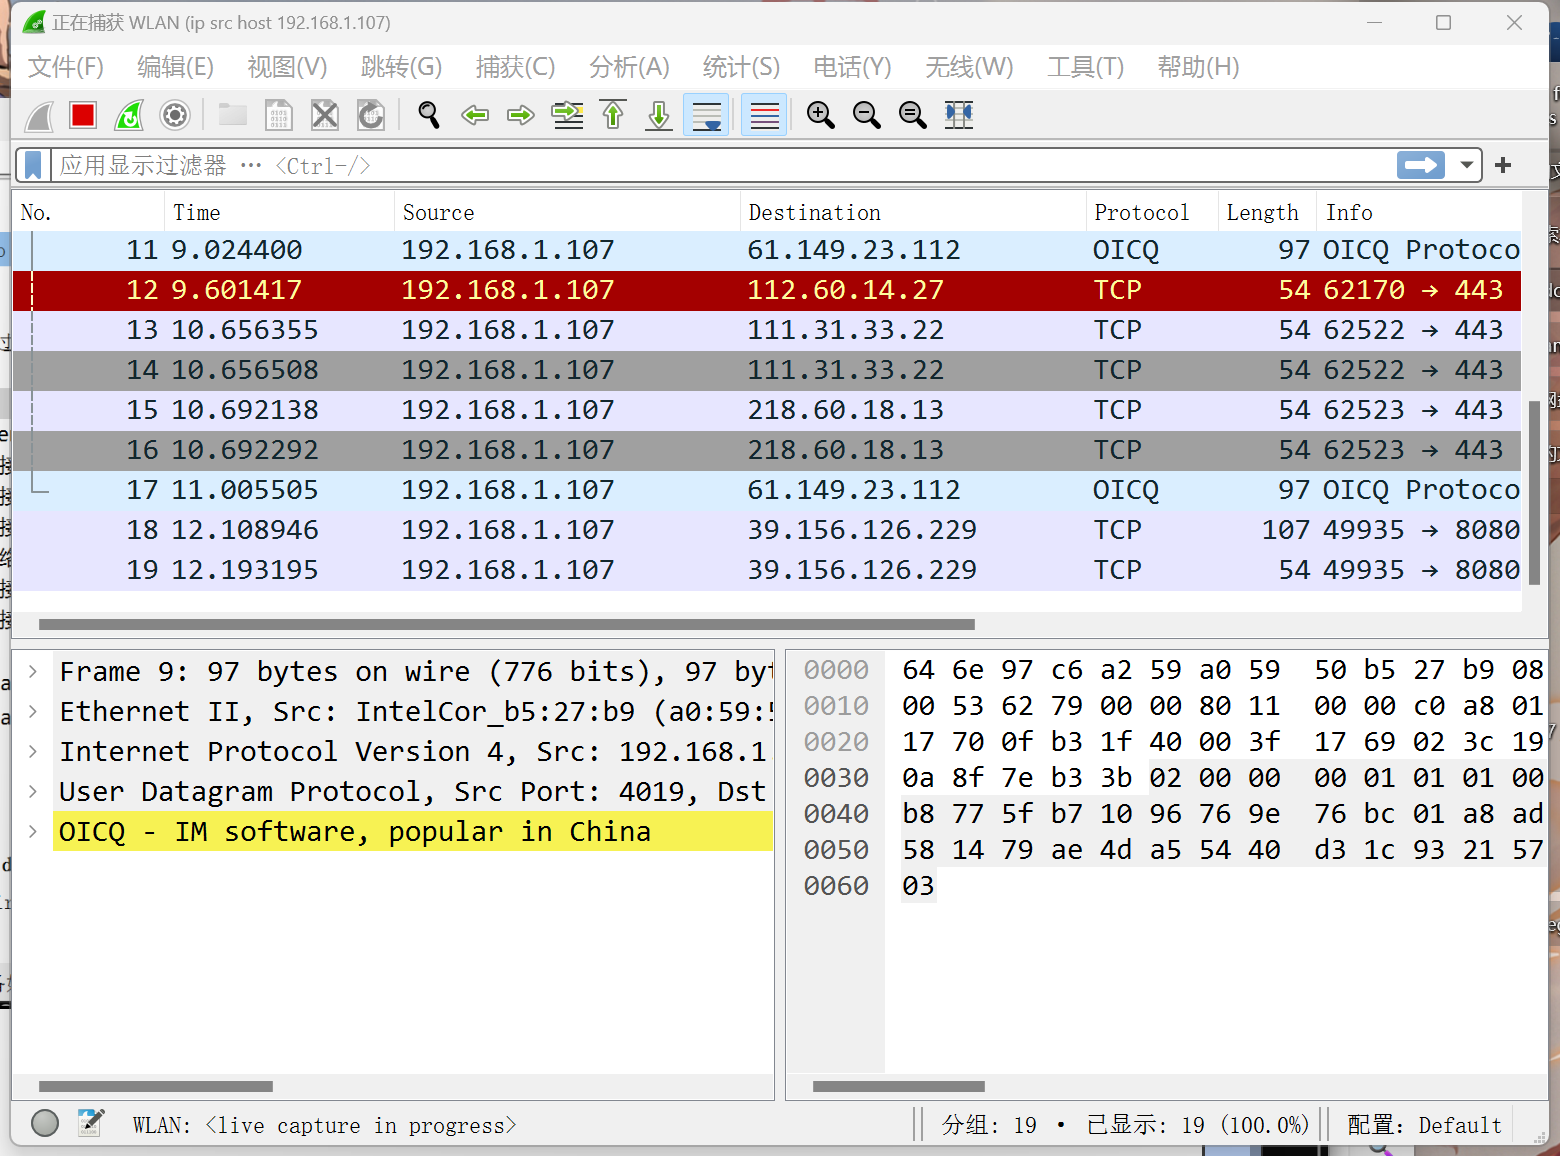 正在捕获 WLAN (ip src host 192.168.1.107)
文件(F) 编辑(E) 视图(V) 跳转(G) 捕获(C) 分析(A) 统计(S) 电话(Y) 无线(W) 工具(T) 帮助(H)
应用显示过滤器 … <Ctrl-/>
No. Time Source Destination Protocol Length Info
11 9.024400 192.168.1.107 61.149.23.112 OICQ 97 OICQ Protoco
12 9.601417 192.168.1.107 112.60.14.27 TCP 54 62170 → 443
13 10.656355 192.168.1.107 111.31.33.22 TCP 54 62522 → 443
14 10.656508 192.168.1.107 111.31.33.22 TCP 54 62522 → 443
15 10.692138 192.168.1.107 218.60.18.13 TCP 54 62523 → 443
16 10.692292 192.168.1.107 218.60.18.13 TCP 54 62523 → 443
17 11.005505 192.168.1.107 61.149.23.112 OICQ 97 OICQ Protoco
18 12.108946 192.168.1.107 39.156.126.229 TCP 107 49935 → 8080
19 12.193195 192.168.1.107 39.156.126.229 TCP 54 49935 → 8080
Frame 9: 97 bytes on wire (776 bits), 97 byt
Ethernet II, Src: IntelCor_b5:27:b9 (a0:59:5
Internet Protocol Version 4, Src: 192.168.1
User Datagram Protocol, Src Port: 4019, Dst
OICQ - IM software, popular in China
0000 64 6e 97 c6 a2 59 a0 59 50 b5 27 b9 08
0010 00 53 62 79 00 00 80 11 00 00 c0 a8 01
0020 17 70 0f b3 1f 40 00 3f 17 69 02 3c 19
0030 0a 8f 7e b3 3b 02 00 00 00 01 01 01 00
0040 b8 77 5f b7 10 96 76 9e 76 bc 01 a8 ad
0050 58 14 79 ae 4d a5 54 40 d3 1c 93 21 57
0060 03
WLAN: <live capture in progress> 分组: 19 • 已显示: 19 (100.0%) 配置: Default